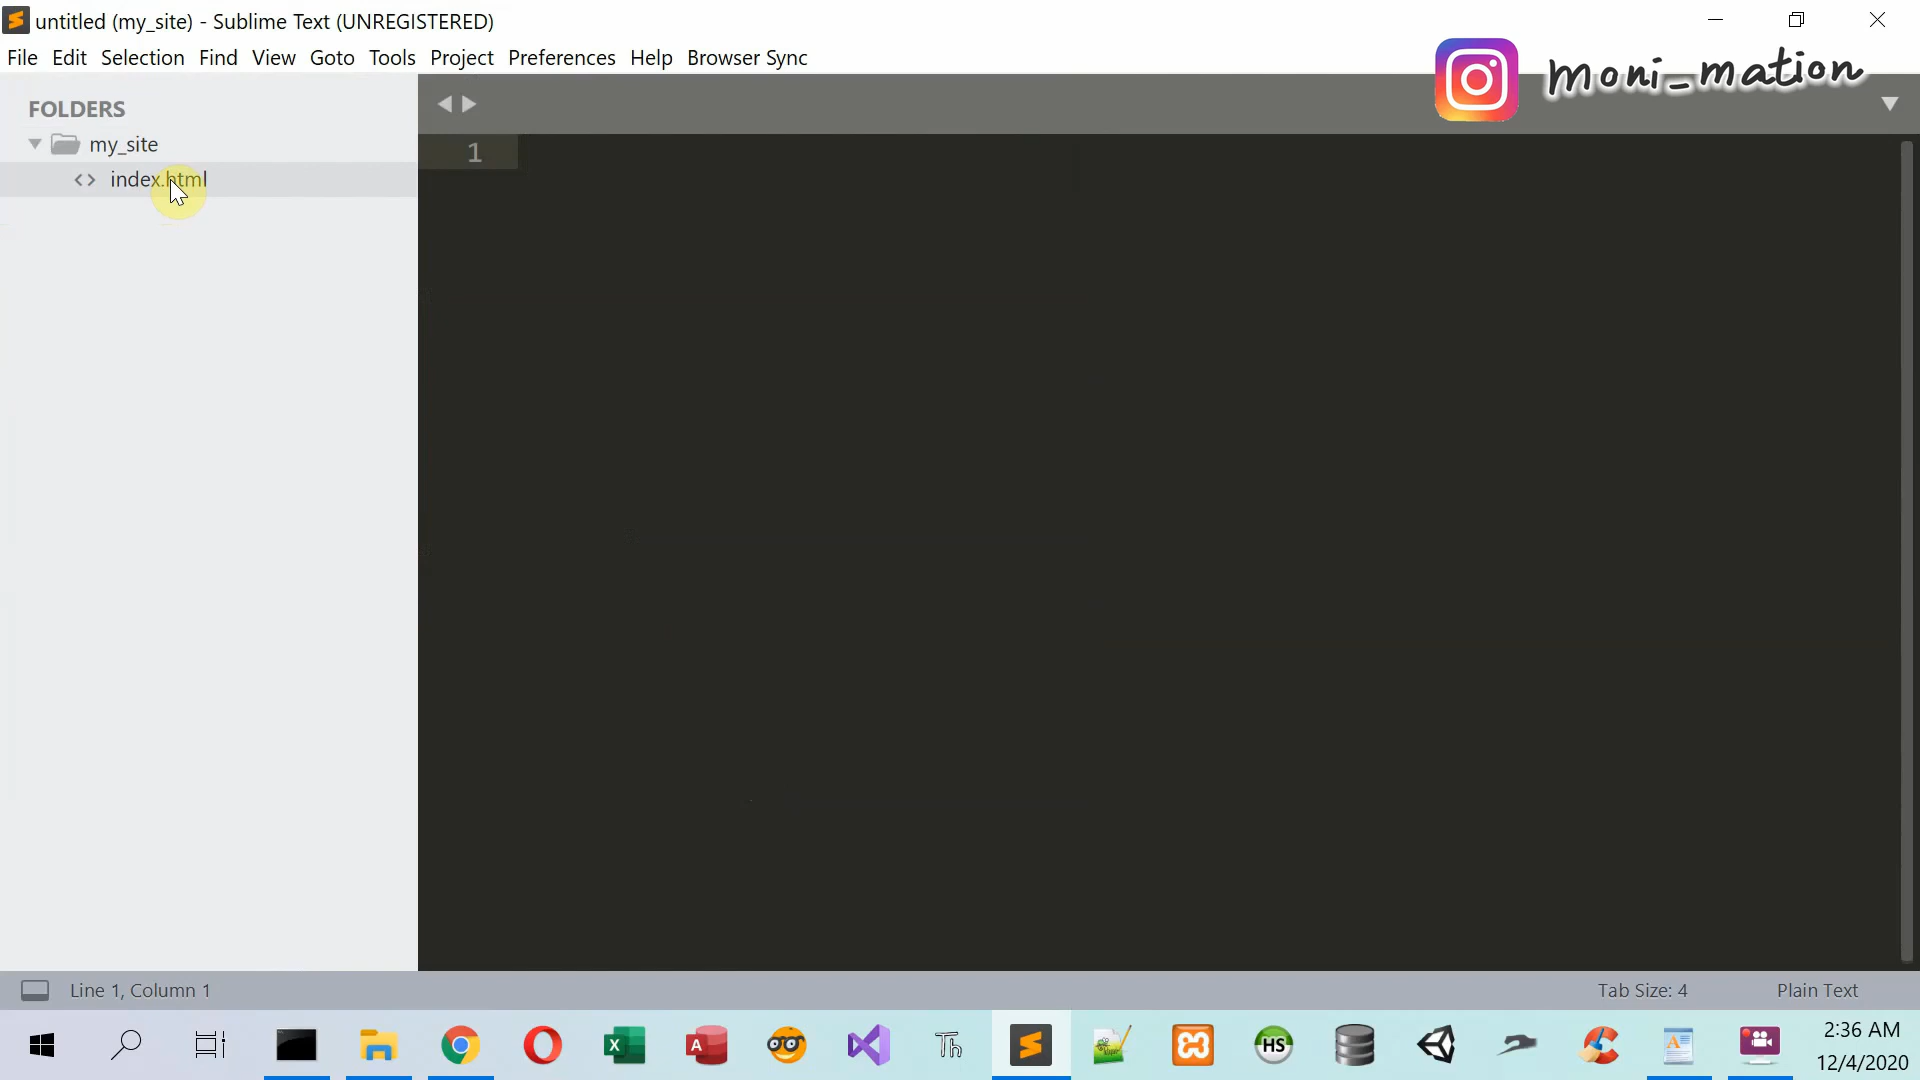 untitled (my_site) - Sublime Text (UNREGISTERED)
File Edit Selection Find View Goto Tools Project Preferences Help Browser Sync
moni_mation
FOLDERS
my_site
1
index.html
Line 1, Column 1
Tab Size: 4
Plain Text
X
A
Th
HS
A
2:36 AM
12/4/2020